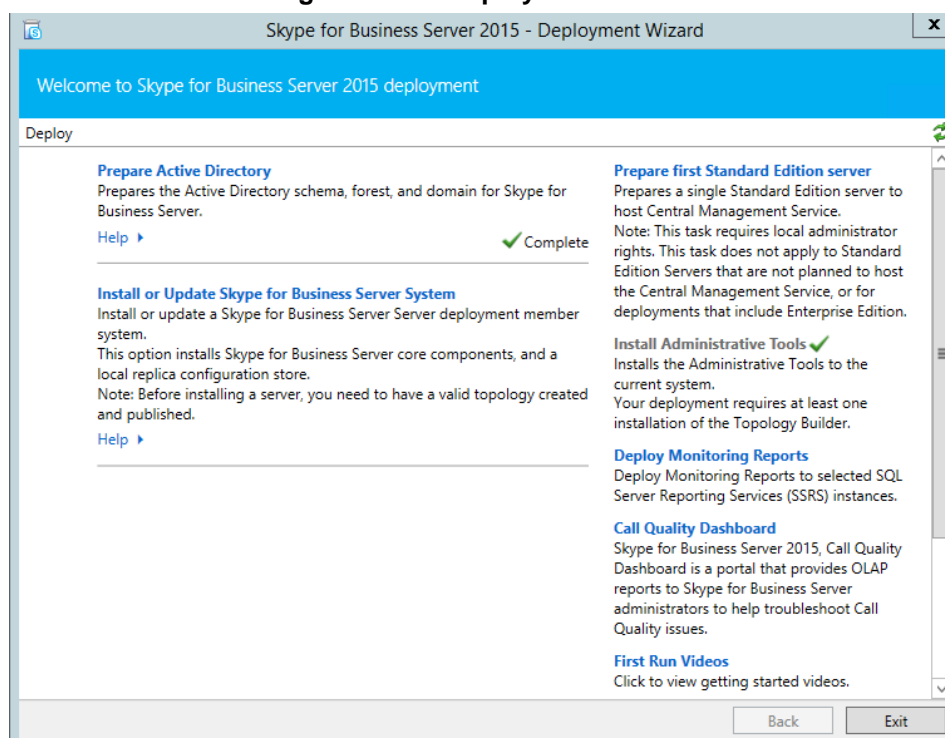 Skype for Business Server 2015 - Deployment Wizard
x
Welcome to Skype for Business Server 2015 deployment
Deploy
Prepare Active Directory
Prepares the Active Directory schema, forest, and domain for Skype for
Business Server.
Help
Complete
Install or Update Skype for Business Server System
Install or update a Skype for Business Server Server deployment member
system.
This option installs Skype for Business Server core components, and a
local replica configuration store.
Note: Before installing a server, you need to have a valid topology created
and published.
Help
Prepare first Standard Edition server
Prepares a single Standard Edition server to
host Central Management Service.
Note: This task requires local administrator
rights. This task does not apply to Standard
Edition Servers that are not planned to host
the Central Management Service, or for
deployments that include Enterprise Edition.
Install Administrative Tools
Installs the Administrative Tools to the
current system.
Your deployment requires at least one
installation of the Topology Builder.
Deploy Monitoring Reports
Deploy Monitoring Reports to selected SQL
Server Reporting Services (SSRS) instances.
Call Quality Dashboard
Skype for Business Server 2015, Call Quality
Dashboard is a portal that provides OLAP
reports to Skype for Business Server
administrators to help troubleshoot Call
Quality issues.
First Run Videos
Click to view getting started videos.
Back
Exit